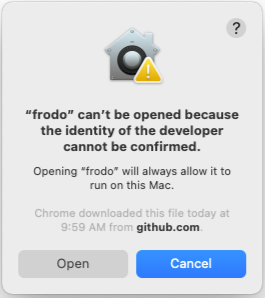 ?
“frodo” can’t be opened because
the identity of the developer
cannot be confirmed.
Opening “frodo” will always allow it to
run on this Mac.
Chrome downloaded this file today at
9:59 AM from github.com.
Open
Cancel